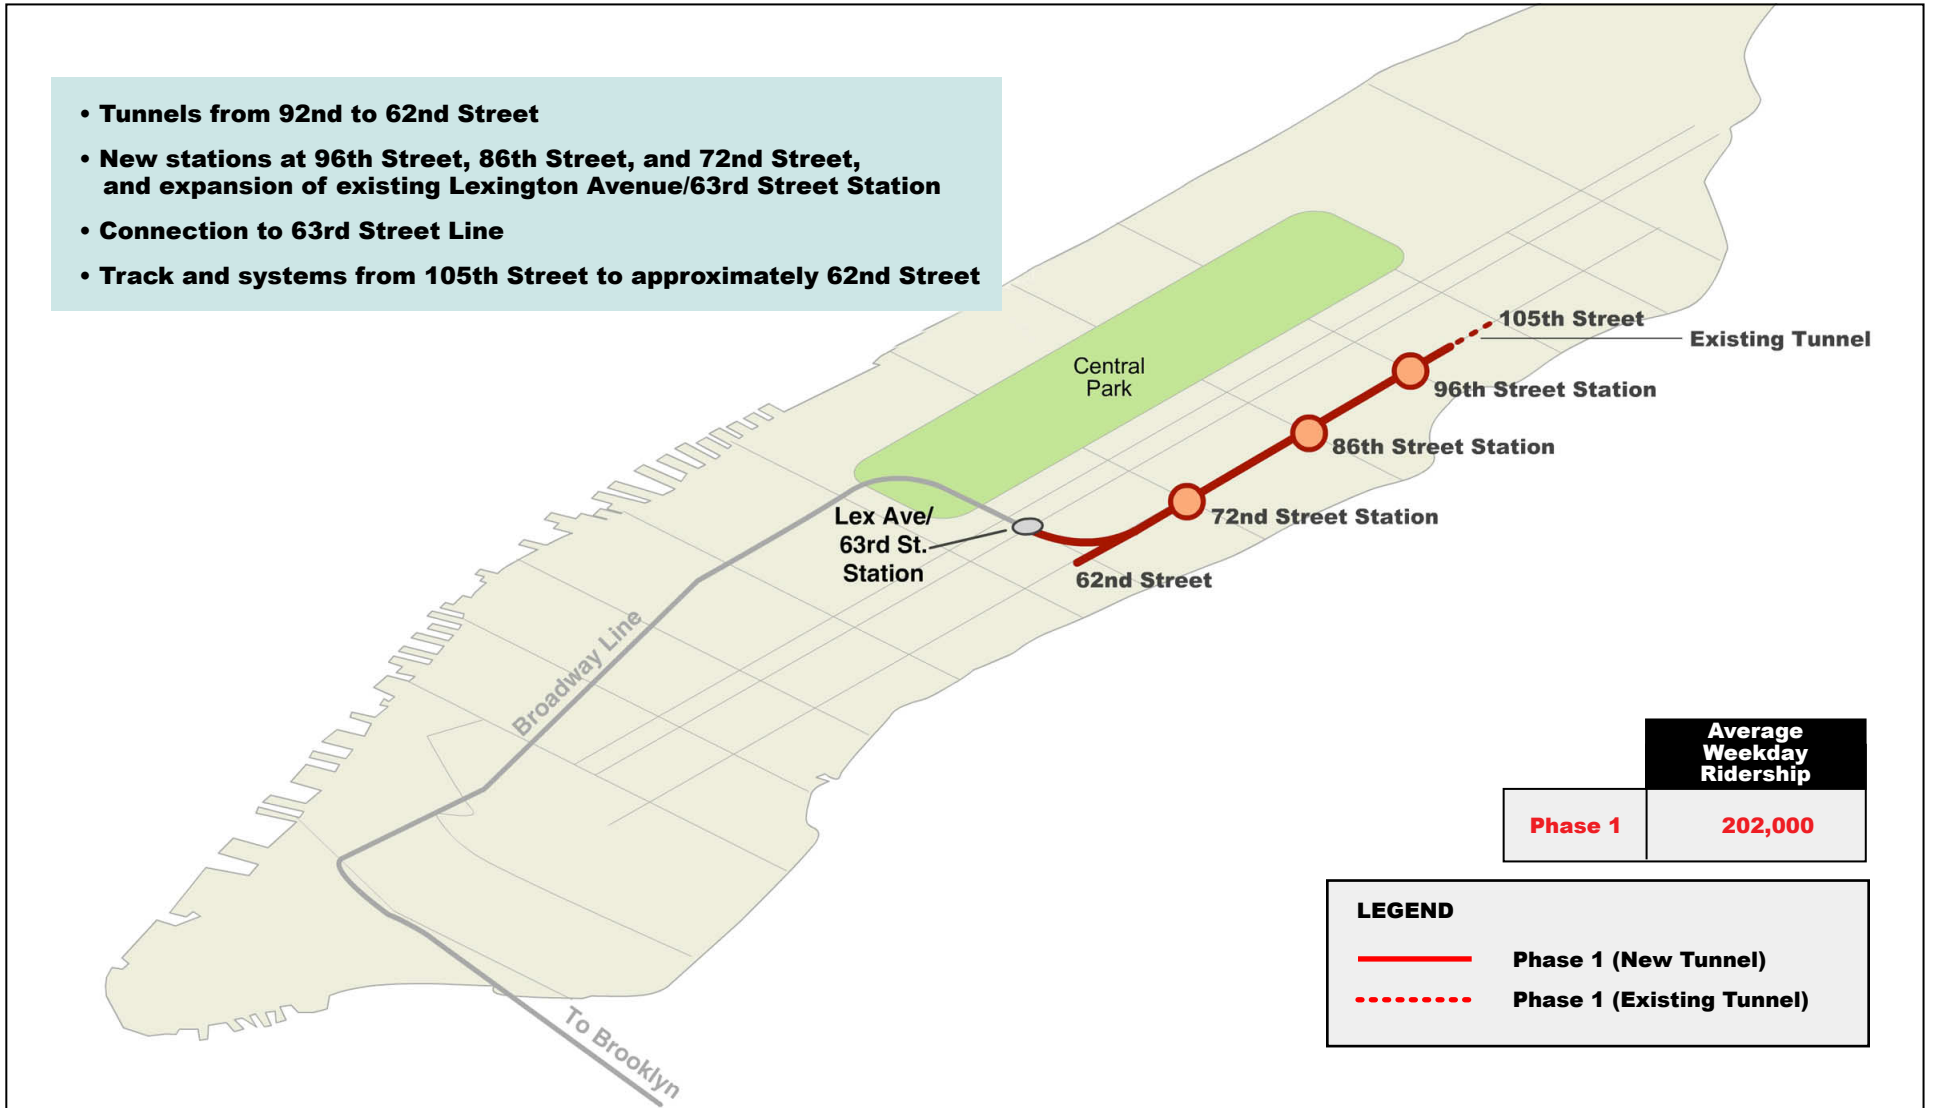 • Tunnels from 92nd to 62nd Street
• New stations at 96th Street, 86th Street, and 72nd Street,
and expansion of existing Lexington Avenue/63rd Street Station
• Connection to 63rd Street Line
• Track and systems from 105th Street to approximately 62nd Street
105th Street
Existing Tunnel
Central
Park
96th Street Station
86th Street Station
72nd Street Station
Lex Ave/
63rd St.
Station
62nd Street
Broadway Line
To Brooklyn
Average
Weekday
Ridership
Phase 1
202,000
LEGEND
Phase 1 (New Tunnel)
Phase 1 (Existing Tunnel)